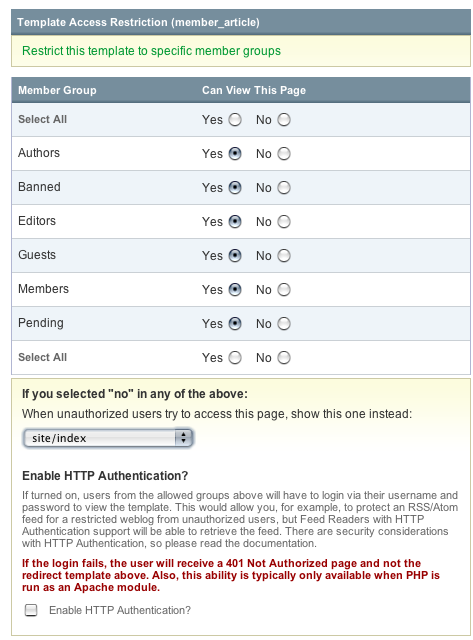 Template Access Restriction (member_article)
Restrict this template to specific member groups
Member Group Can View This Page
Select All Yes No
Authors Yes No
Banned Yes No
Editors Yes No
Guests Yes No
Members Yes No
Pending Yes No
Select All Yes No
If you selected "no" in any of the above:
When unauthorized users try to access this page, show this one instead:
site/index
Enable HTTP Authentication?
If turned on, users from the allowed groups above will have to login via their username and
password to view the template. This would allow you, for example, to protect an RSS/Atom
feed for a restricted weblog from unauthorized users, but Feed Readers with HTTP
Authentication support will be able to retrieve the feed. There are security considerations
with HTTP Authentication, so please read the documentation.
If the login fails, the user will receive a 401 Not Authorized page and not the
redirect template above. Also, this ability is typically only available when PHP is
run as an Apache module.
Enable HTTP Authentication?